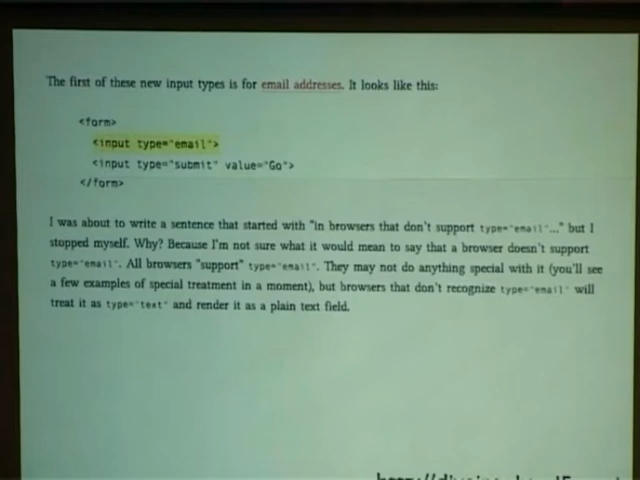 The first of these new input types is for email addresses. It looks like this:
<form>
<input type="email">
<input type="submit" value="Go">
</form>
I was about to write a sentence that started with "in browsers that don't support type="email"..." but I
stopped myself. Why? Because I'm not sure what it would mean to say that a browser doesn't support
type="email". All browsers "support" type="email". They may not do anything special with it (you'll see
a few examples of special treatment in a moment), but browsers that don't recognize type="email" will
treat it as type="text" and render it as a plain text field.